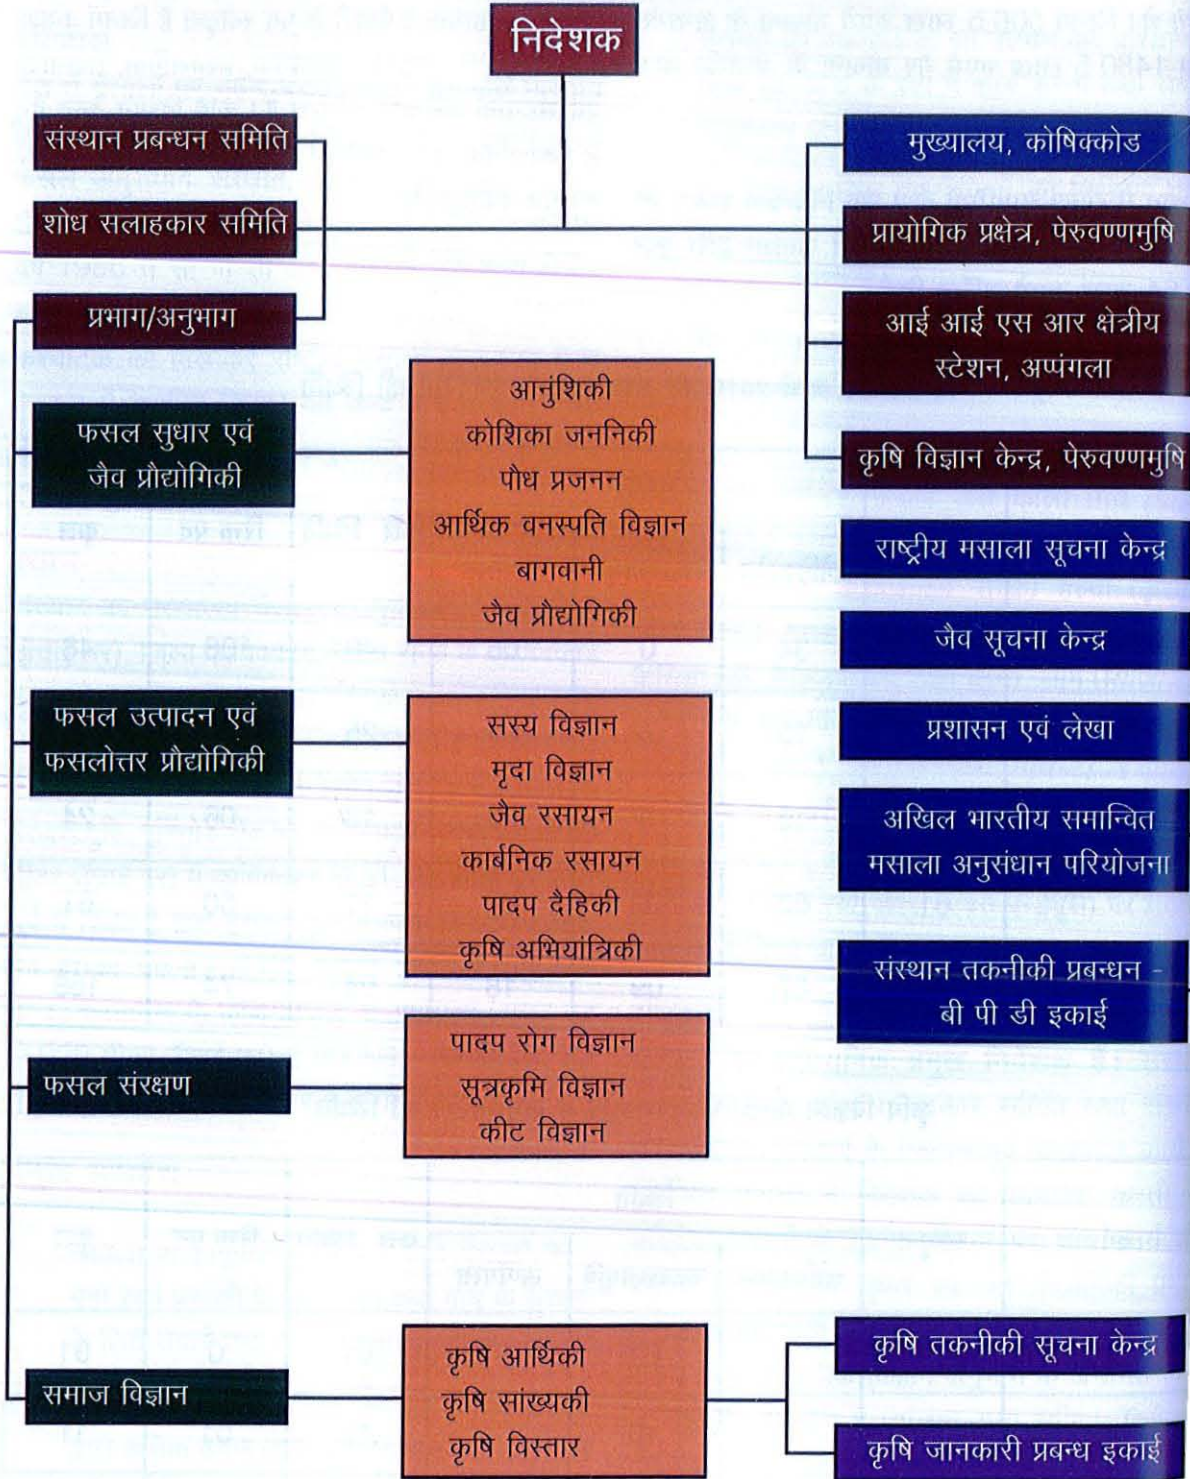 निदेशक
संस्थान प्रबन्धन समिति
शोध सलाहकार समिति
प्रभाग/अनुभाग
मुख्यालय, कोषिक्कोड
प्रायोगिक प्रक्षेत्र, पेरुवण्णमुषि
आई आई एस आर क्षेत्रीय
स्टेशन, अप्पंगला
कृषि विज्ञान केन्द्र, पेरुवण्णमुषि
राष्ट्रीय मसाला सूचना केन्द्र
जैव सूचना केन्द्र
प्रशासन एवं लेखा
अखिल भारतीय समान्वित
मसाला अनुसंधान परियोजना
संस्थान तकनीकी प्रबन्धन -
बी पी डी इकाई
फसल सुधार एवं
जैव प्रौद्योगिकी
आनुंशिकी
कोशिका जननिकी
पौध प्रजनन
आर्थिक वनस्पति विज्ञान
बागवानी
जैव प्रौद्योगिकी
फसल उत्पादन एवं
फसलोत्तर प्रौद्योगिकी
सस्य विज्ञान
मृदा विज्ञान
जैव रसायन
कार्बनिक रसायन
पादप दैहिकी
कृषि अभियांत्रिकी
फसल संरक्षण
पादप रोग विज्ञान
सूत्रकृमि विज्ञान
कीट विज्ञान
समाज विज्ञान
कृषि आर्थिकी
कृषि सांख्यकी
कृषि विस्तार
कृषि तकनीकी सूचना केन्द्र
कृषि जानकारी प्रबन्ध इकाई